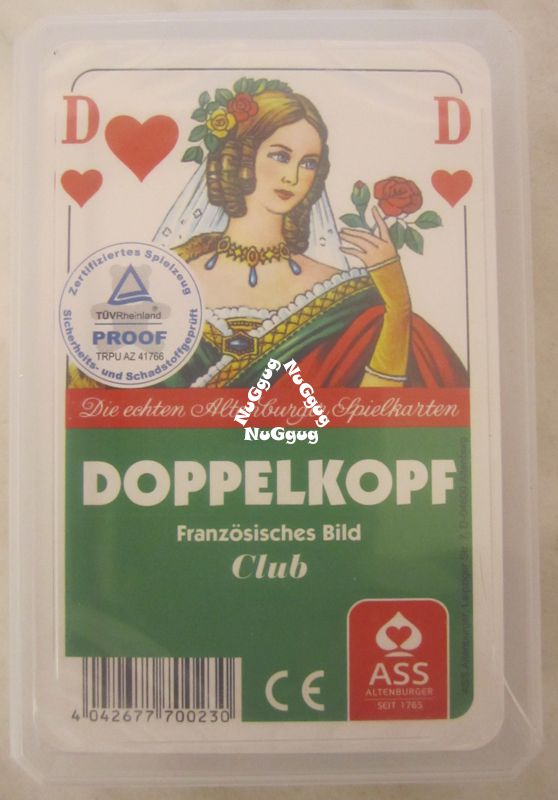 D
D
Zertifiziertes Spielzeug
TÜVRheinland
PROOF
TRPU AZ 41766
Sicherheits- und Schadstoffgeprüft
NuGgug
NuGgug
NuGgug
Die echten Altenburger Spielkarten
DOPPELKOPF
Französisches Bild
Club
ASS
ALTENBURGER
SEIT 1765
CE
4 042677 700230